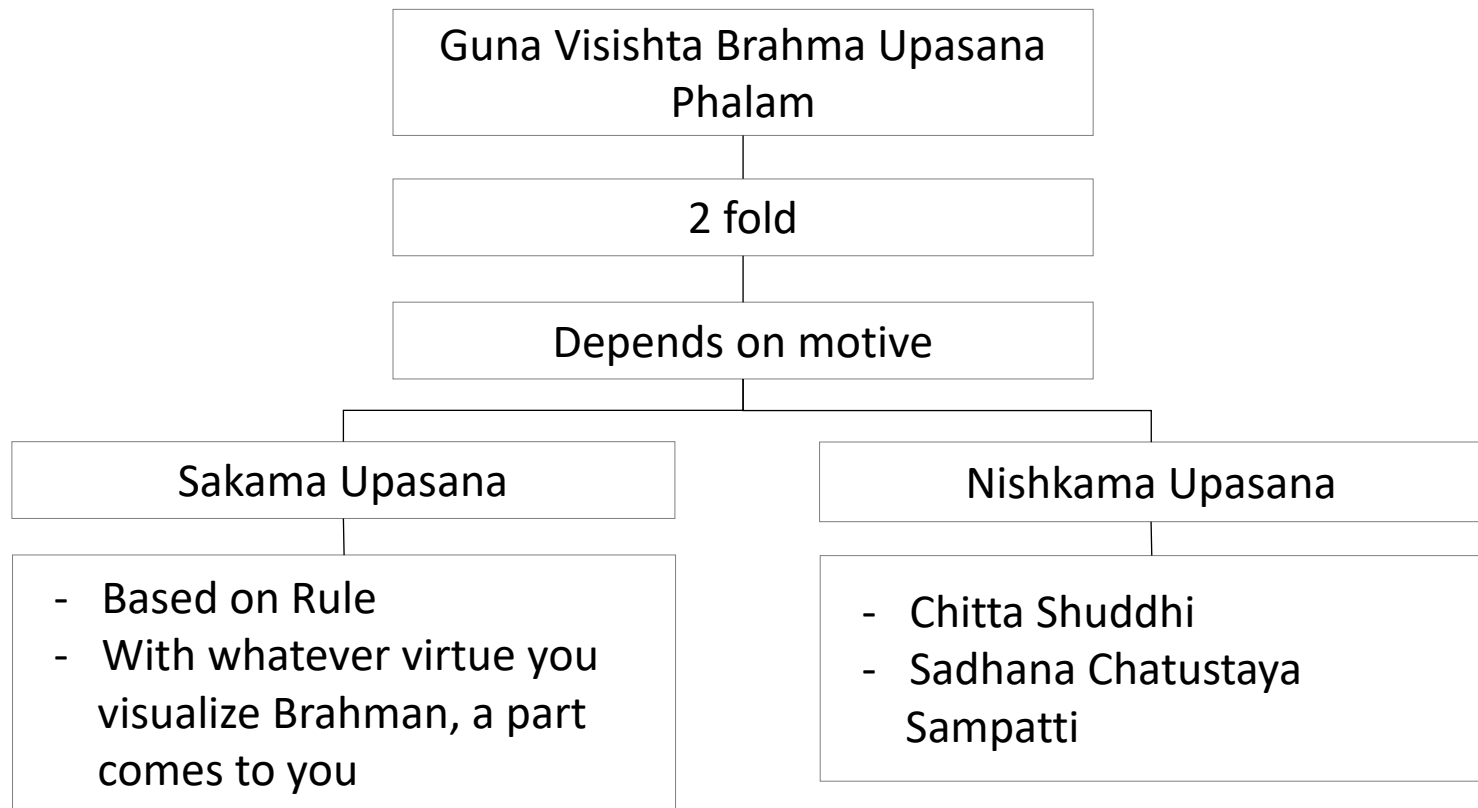 Guna Visishta Brahma Upasana
Phalam
2 fold
Depends on motive
Sakama Upasana
Nishkama Upasana
- Based on Rule
- With whatever virtue you
visualize Brahman, a part
comes to you
- Chitta Shuddhi
- Sadhana Chatustaya
Sampatti